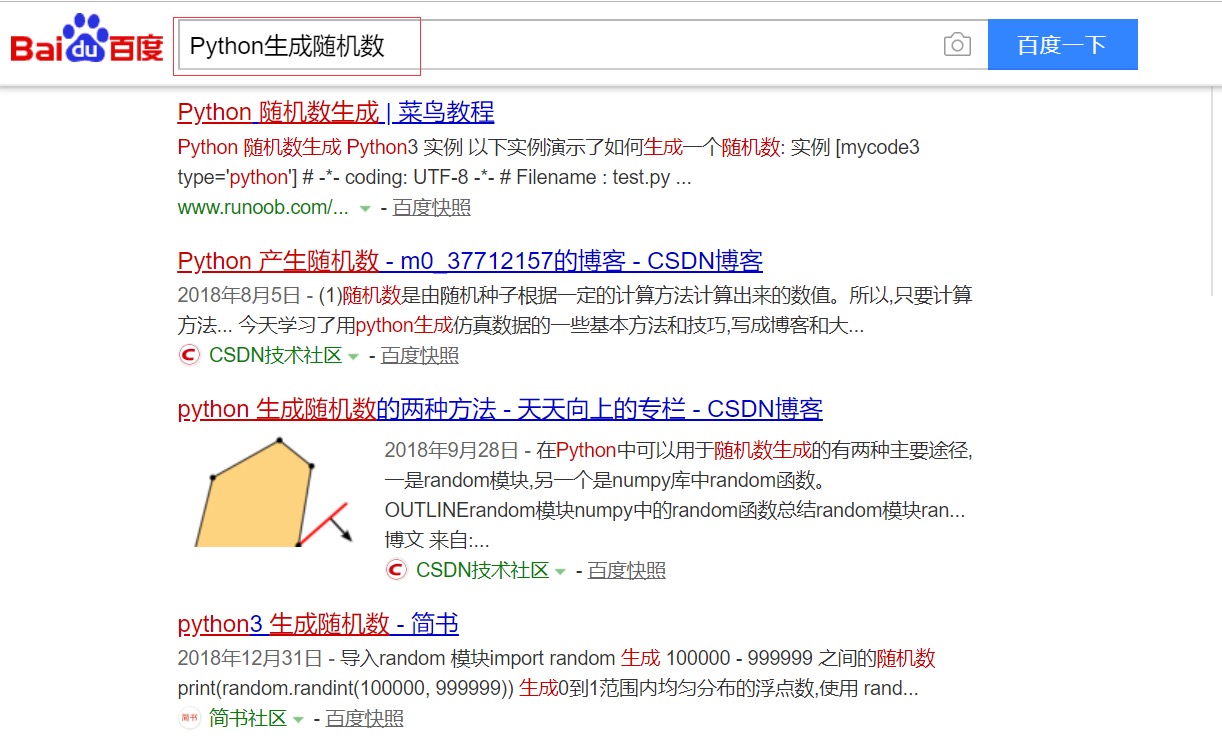 Bai du 百度 Python生成随机数 百度一下
Python 随机数生成 | 菜鸟教程
Python 随机数生成 Python3 实例 以下实例演示了如何生成一个随机数: 实例 [mycode3
type='python'] # -*- coding: UTF-8 -*- # Filename : test.py ...
www.runoob.com/... - 百度快照
Python 产生随机数 - m0_37712157的博客 - CSDN博客
2018年8月5日 - (1)随机数是由随机种子根据一定的计算方法计算出来的数值。所以,只要计算
方法... 今天学习了用python生成仿真数据的一些基本方法和技巧,写成博客和大...
C CSDN技术社区 - 百度快照
python 生成随机数的两种方法 - 天天向上的专栏 - CSDN博客
2018年9月28日 - 在Python中可以用于随机数生成的有两种主要途径,
一是random模块,另一个是numpy库中random函数。
OUTLINErandom模块numpy中的random函数总结random模块ran...
博文 来自:...
C CSDN技术社区 - 百度快照
python3 生成随机数 - 简书
2018年12月31日 - 导入random 模块import random 生成 100000 - 999999 之间的随机数
print(random.randint(100000, 999999)) 生成0到1范围内均匀分布的浮点数,使用 rand...
简书 简书社区 - 百度快照